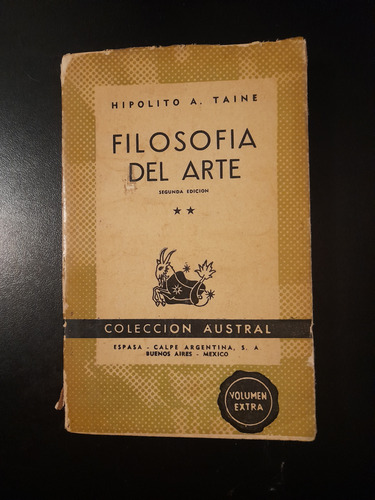 HIPOLITO A. TAINE
FILOSOFIA
DEL ARTE
SEGUNDA EDICION
★ ★
COLECCION AUSTRAL
ESPASA - CALPE ARGENTINA, S. A
BUENOS AIRES - MEXICO
VOLUMEN
EXTRA